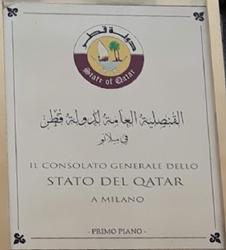 دولة قطر
State of Qatar
القنصلية العامة لدولة قطر
في ميلانو
IL CONSOLATO GENERALE DELLO
STATO DEL QATAR
A MILANO
- PRIMO PIANO -